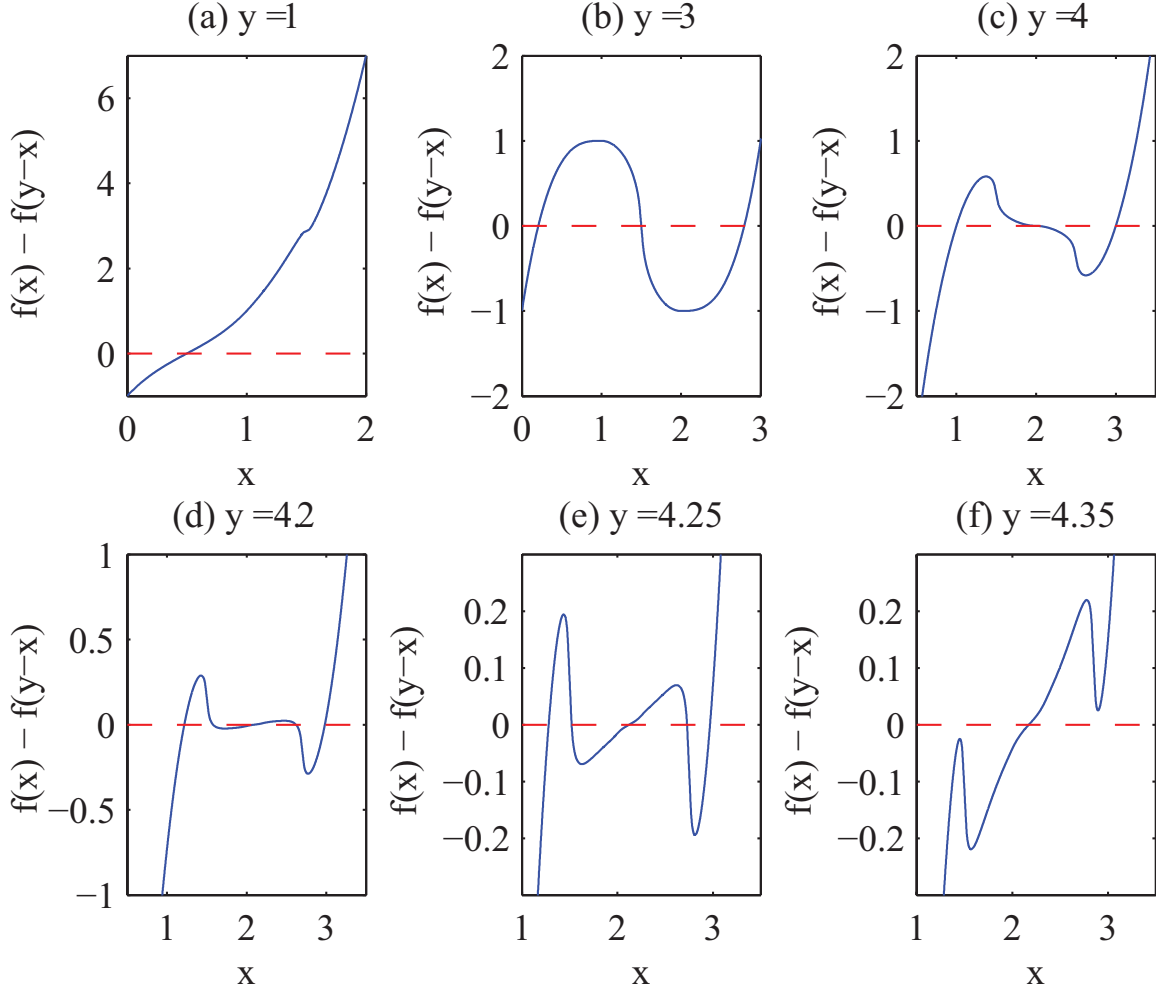 (a) y =1
(b) y =3
(c) y =4
6
4
2
0
f(x) − f(y−x)
0 1 2
x
2
1
0
−1
−2
f(x) − f(y−x)
0 1 2 3
x
2
1
0
−1
−2
f(x) − f(y−x)
1 2 3
x
(d) y =4.2
(e) y =4.25
(f) y =4.35
1
0.5
0
−0.5
−1
f(x) − f(y−x)
1 2 3
x
0.2
0.1
0
−0.1
−0.2
f(x) − f(y−x)
1 2 3
x
0.2
0.1
0
−0.1
−0.2
f(x) − f(y−x)
1 2 3
x